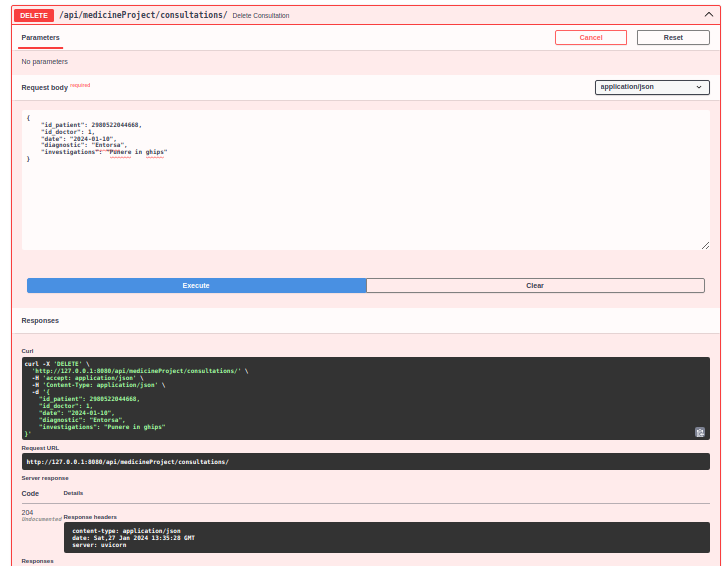 DELETE /api/medicineProject/consultations/ Delete Consultation
Parameters
Cancel
Reset
No parameters
Request body required
application/json
{
"id_patient": 2980522044668,
"id_doctor": 1,
"date": "2024-01-10",
"diagnostic": "Entorsa",
"investigations": "Punere in ghips"
}
Execute
Clear
Responses
Curl
curl -X 'DELETE' \
'http://127.0.0.1:8080/api/medicineProject/consultations/' \
-H 'accept: application/json' \
-H 'Content-Type: application/json' \
-d '{
"id_patient": 2980522044668,
"id_doctor": 1,
"date": "2024-01-10",
"diagnostic": "Entorsa",
"investigations": "Punere in ghips"
}'
Request URL
http://127.0.0.1:8080/api/medicineProject/consultations/
Server response
Code Details
204
Undocumented
Response headers
content-type: application/json
date: Sat,27 Jan 2024 13:35:28 GMT
server: uvicorn
Responses